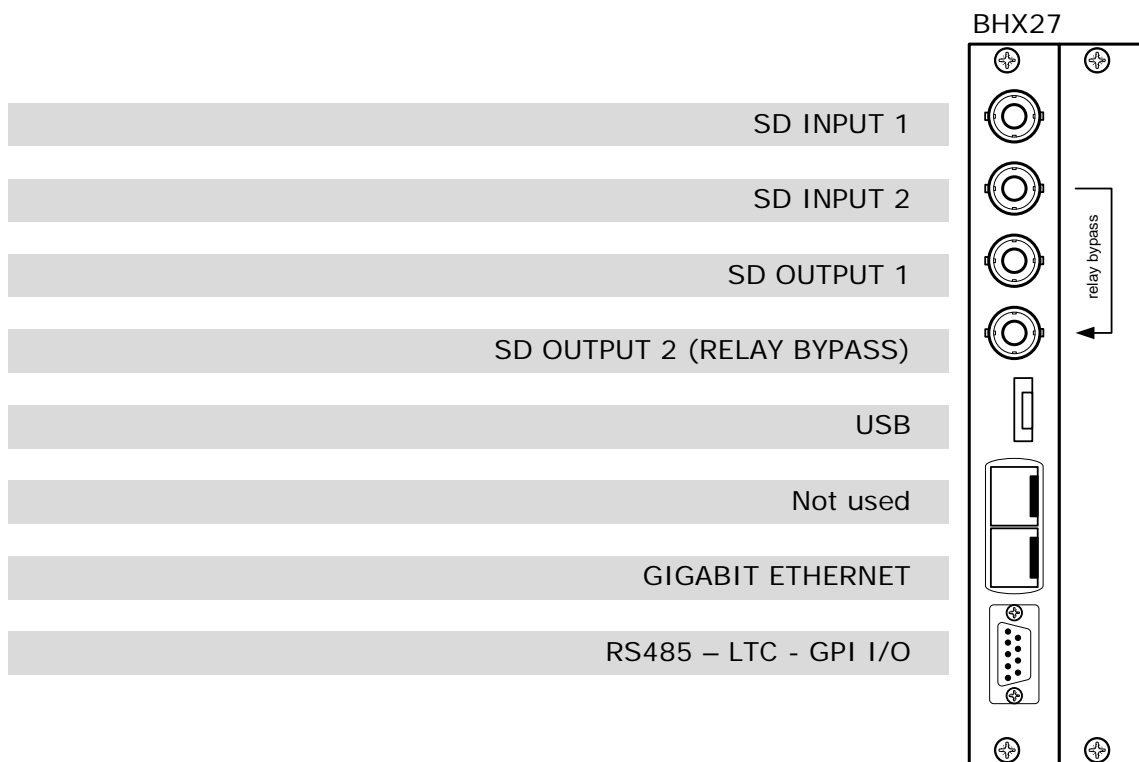 BHX27
SD INPUT 1
SD INPUT 2
relay bypass
SD OUTPUT 1
SD OUTPUT 2 (RELAY BYPASS)
USB
Not used
GIGABIT ETHERNET
RS485 – LTC - GPI I/O